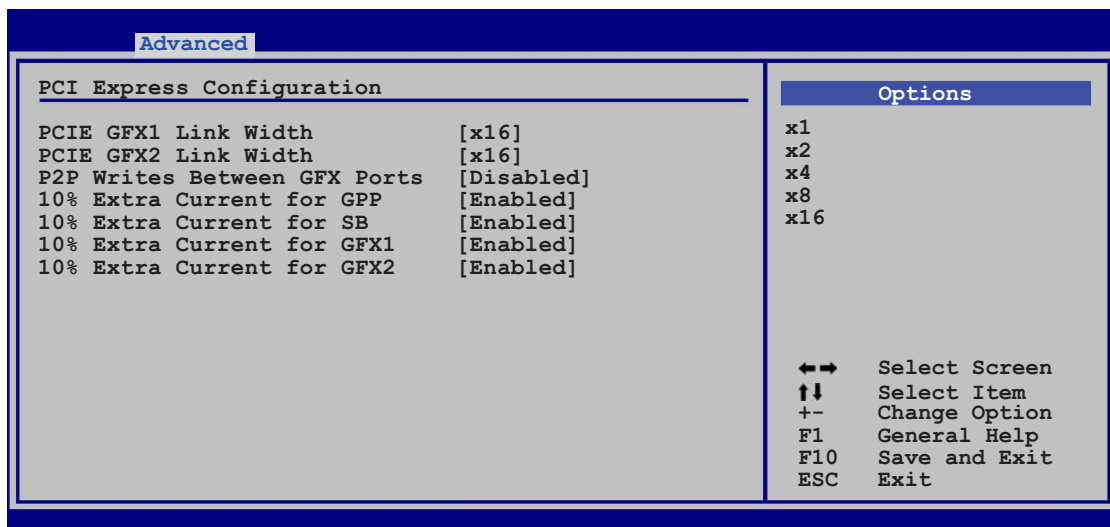 Advanced
PCI Express Configuration
PCIE GFX1 Link Width [x16]
PCIE GFX2 Link Width [x16]
P2P Writes Between GFX Ports [Disabled]
10% Extra Current for GPP [Enabled]
10% Extra Current for SB [Enabled]
10% Extra Current for GFX1 [Enabled]
10% Extra Current for GFX2 [Enabled]
Options
x1
x2
x4
x8
x16
←→ Select Screen
↑↓ Select Item
+- Change Option
F1 General Help
F10 Save and Exit
ESC Exit